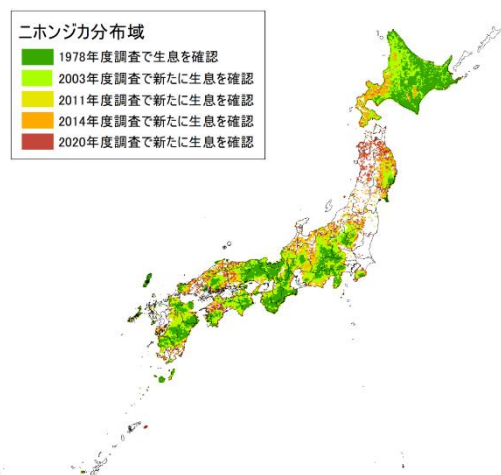 ニホンジカ分布域
1978年度調査で生息を確認
2003年度調査で新たに生息を確認
2011年度調査で新たに生息を確認
2014年度調査で新たに生息を確認
2020年度調査で新たに生息を確認